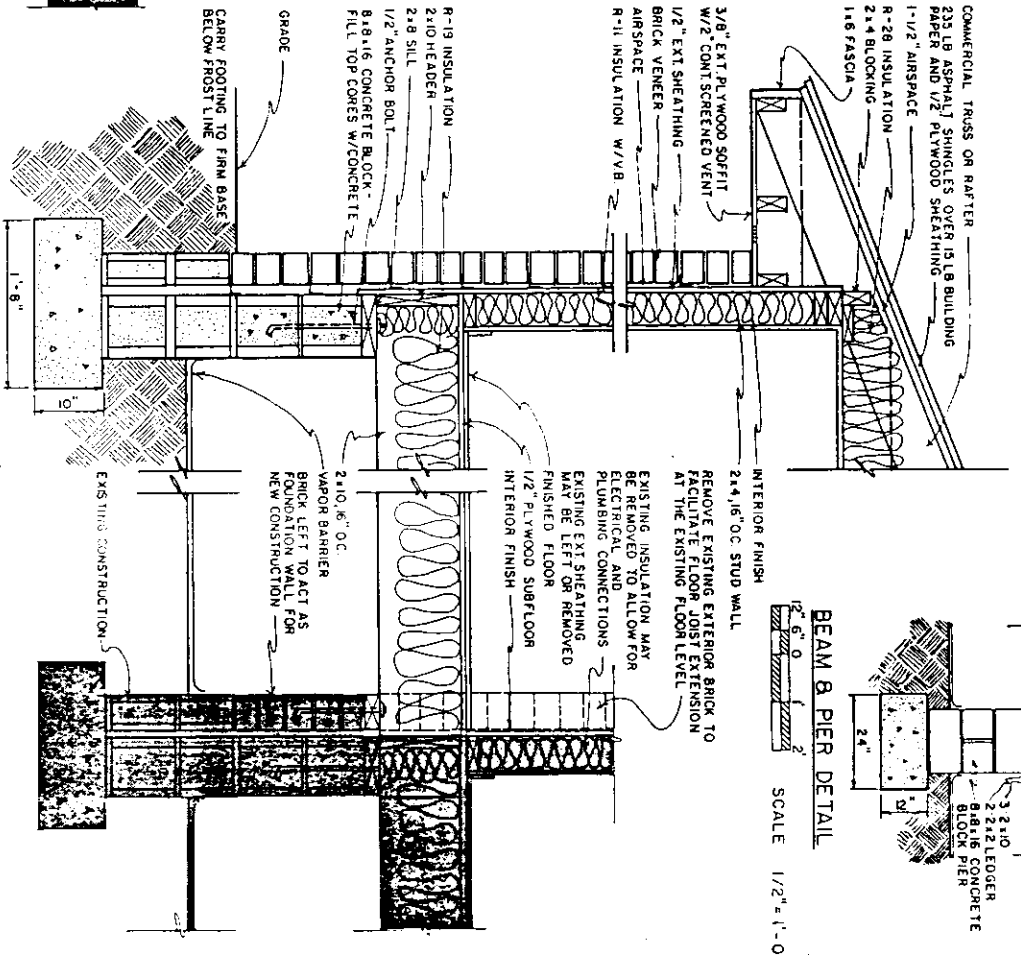 COMMERCIAL TRUSS OR RAFTER
235 LB ASPHALT SHINGLES OVER 15 LB BUILDING
PAPER AND 1/2" PLYWOOD SHEATHING
1-1/2" AIRSPACE
R-28 INSULATION
2x4 BLOCKING
1x6 FASCIA
3/8" EXT. PLYWOOD SOFFIT
W/2" CONT. SCREENED VENT
1/2" EXT. SHEATHING
BRICK VENEER
AIRSPACE
R-11 INSULATION W/V.B.
R-19 INSULATION
2x10 HEADER
2x8 SILL
1/2" ANCHOR BOLT
8x8x16 CONCRETE BLOCK-
FILL TOP CORES W/CONCRETE
GRADE
CARRY FOOTING TO FIRM BASE
BELOW FROST LINE
1'-8"
10"
INTERIOR FINISH
2x4, 16" O.C. STUD WALL
REMOVE EXISTING EXTERIOR BRICK TO
FACILITATE FLOOR JOIST EXTENSION
AT THE EXISTING FLOOR LEVEL
EXISTING INSULATION MAY
BE REMOVED TO ALLOW FOR
ELECTRICAL AND
PLUMBING CONNECTIONS
EXISTING EXT. SHEATHING
MAY BE LEFT OR REMOVED
FINISHED FLOOR
1/2" PLYWOOD SUBFLOOR
INTERIOR FINISH
2x10, 16" O.C.
VAPOR BARRIER
BRICK LEFT TO ACT AS
FOUNDATION WALL FOR
NEW CONSTRUCTION
EXISTING CONSTRUCTION
3-2x10
2-2x2 LEDGER
8x8x16 CONCRETE
BLOCK PIER
24"
12"
BEAM & PIER DETAIL
12" 6" 0 1' 2'
SCALE 1/2" = 1'-0